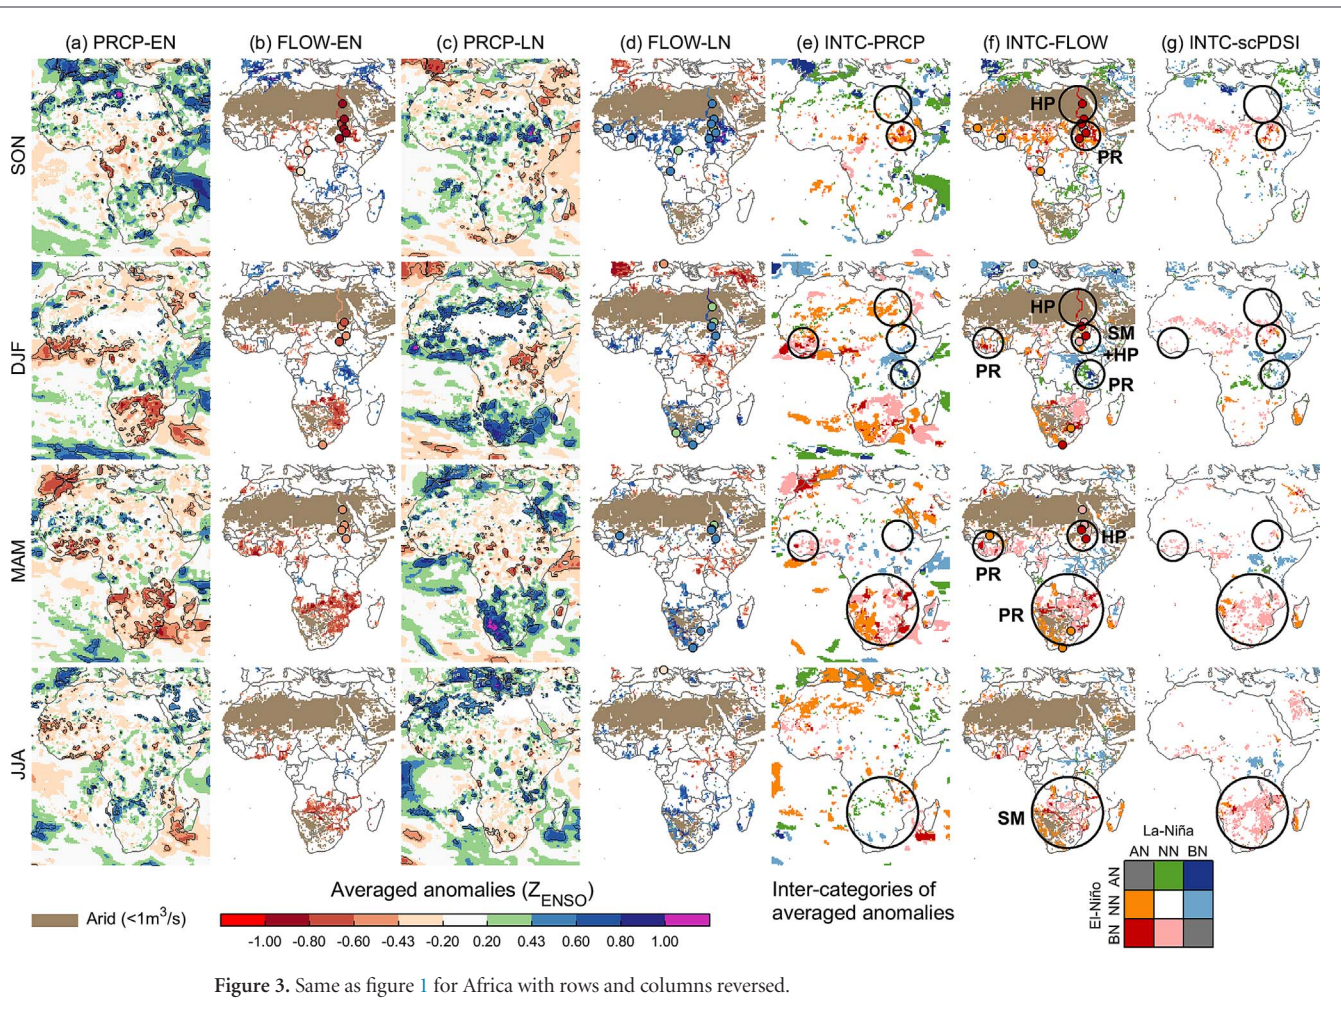 (a) PRCP-EN (b) FLOW-EN (c) PRCP-LN (d) FLOW-LN (e) INTC-PRCP (f) INTC-FLOW (g) INTC-scPDSI
SON
HP
PR
DJF
HP
SM
+HP
PR
PR
MAM
HP
PR
PR
JJA
SM
La-Niña
AN NN BN
El-Niño
AN
NN
BN
Arid (<1m³/s)
Averaged anomalies (Z_ENSO)
-1.00 -0.80 -0.60 -0.43 -0.20 0.20 0.43 0.60 0.80 1.00
Inter-categories of
averaged anomalies
Figure 3. Same as figure 1 for Africa with rows and columns reversed.